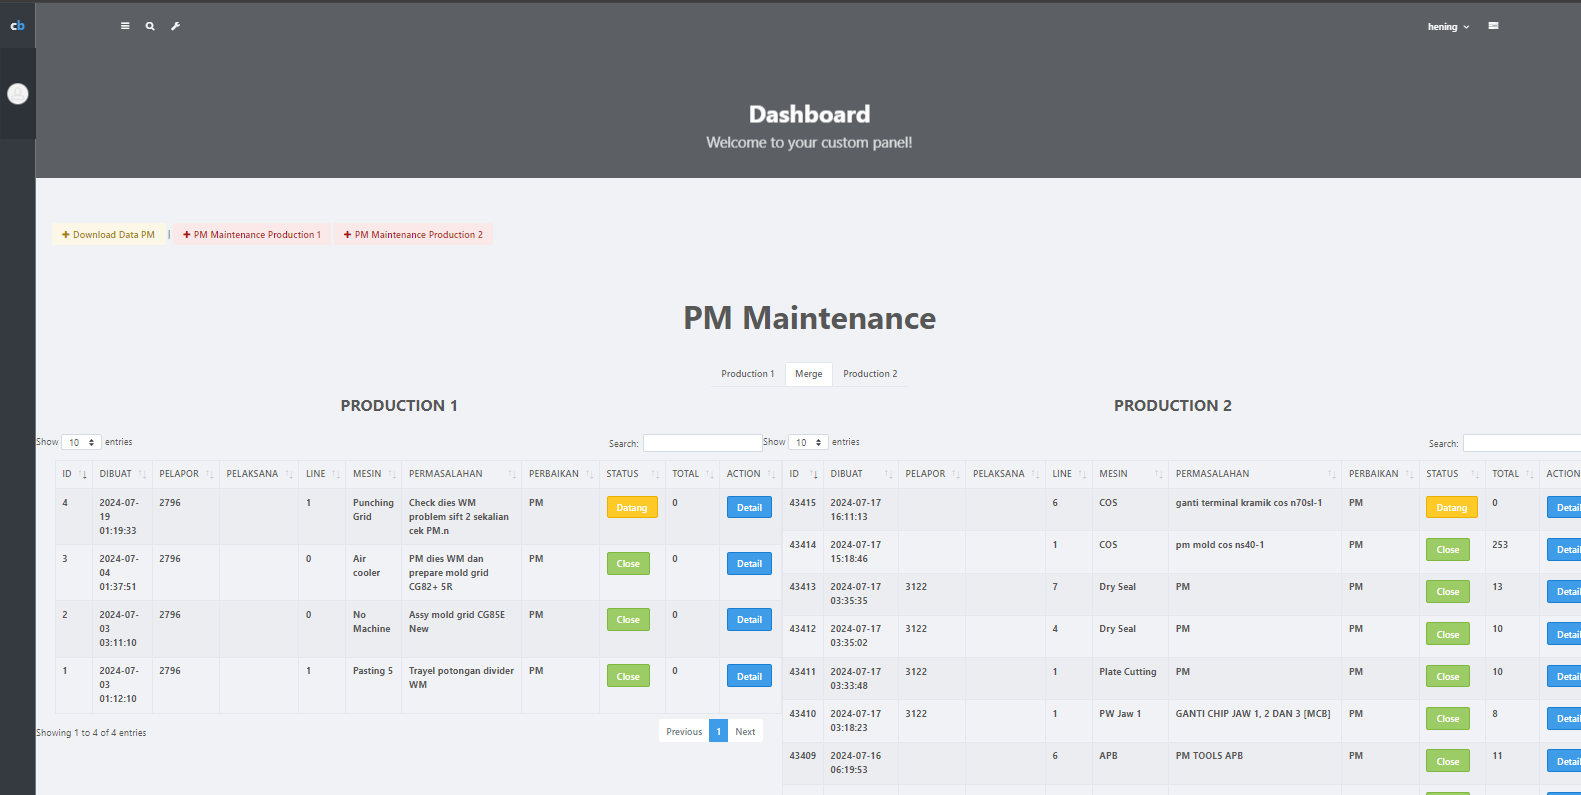 cb
hening
Dashboard
Welcome to your custom panel!
Download Data PM | PM Maintenance Production 1 PM Maintenance Production 2
PM Maintenance
Production 1 Merge Production 2
PRODUCTION 1
Show 10 entries Search:
ID DIBUAT PELAPOR PELAKSANA LINE MESIN PERMASALAHAN PERBAIKAN STATUS TOTAL ACTION
4 2024-07- 2796 1 Punching Check dies WM PM Datang 0 Detail
19 Grid problem sift 2 sekalian
01:19:33 cek PM.n
3 2024-07- 2796 0 Air PM dies WM dan PM Close 0 Detail
04 cooler prepare mold grid
01:37:51 CG82+ 5R
2 2024-07- 2796 0 No Assy mold grid CG85E PM Close 0 Detail
03 Machine New
03:11:10
1 2024-07- 2796 1 Pasting 5 Trayel potongan divider PM Close 0 Detail
03 WM
01:12:10
Showing 1 to 4 of 4 entries Previous 1 Next
PRODUCTION 2
Show 10 entries Search:
ID DIBUAT PELAPOR PELAKSANA LINE MESIN PERMASALAHAN PERBAIKAN STATUS TOTAL ACTION
43415 2024-07-17 6 COS ganti terminal kramik cos n70sl-1 PM Datang 0 Detail
16:11:13
43414 2024-07-17 1 COS pm mold cos ns40-1 PM Close 253 Detail
15:18:46
43413 2024-07-17 3122 7 Dry Seal PM PM Close 13 Detail
03:35:35
43412 2024-07-17 3122 4 Dry Seal PM PM Close 10 Detail
03:35:02
43411 2024-07-17 3122 1 Plate Cutting PM PM Close 10 Detail
03:33:48
43410 2024-07-17 3122 1 PW Jaw 1 GANTI CHIP JAW 1, 2 DAN 3 [MCB] PM Close 8 Detail
03:18:23
43409 2024-07-16 6 APB PM TOOLS APB PM Close 11 Detail
06:19:53